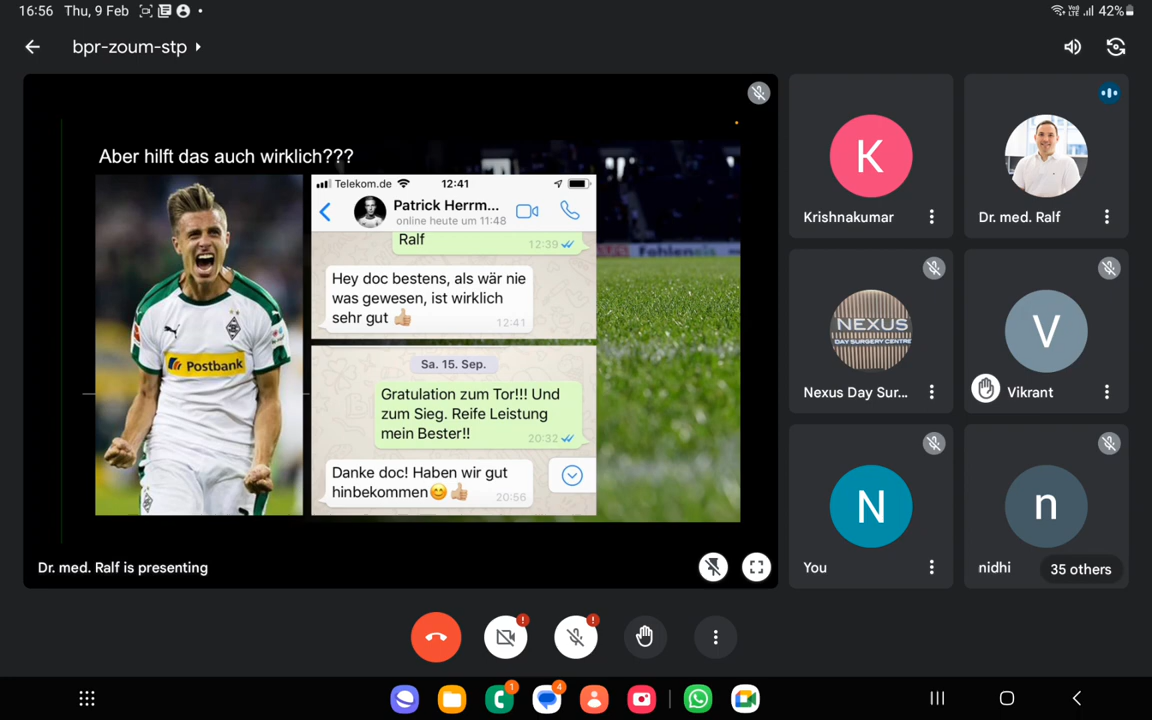 16:56 Thu, 9 Feb
VoI)
LTE
42%
bpr-zoum-stp
Aber hilft das auch wirklich???
Telekom.de 12:41
Patrick Herrm...
online heute um 11:48
Ralf
12:39
Hey doc bestens, als wär nie
was gewesen, ist wirklich
sehr gut 👍🏼
12:41
Sa. 15. Sep.
Gratulation zum Tor!!! Und
zum Sieg. Reife Leistung
mein Bester!!
20:32
Danke doc! Haben wir gut
hinbekommen😊👍🏼
20:56
Postbank
Dr. med. Ralf is presenting
K
Krishnakumar
Dr. med. Ralf
NEXUS
DAY SURGERY CENTRE
Nexus Day Sur...
V
Vikrant
N
You
n
nidhi
35 others
!
!
1
4